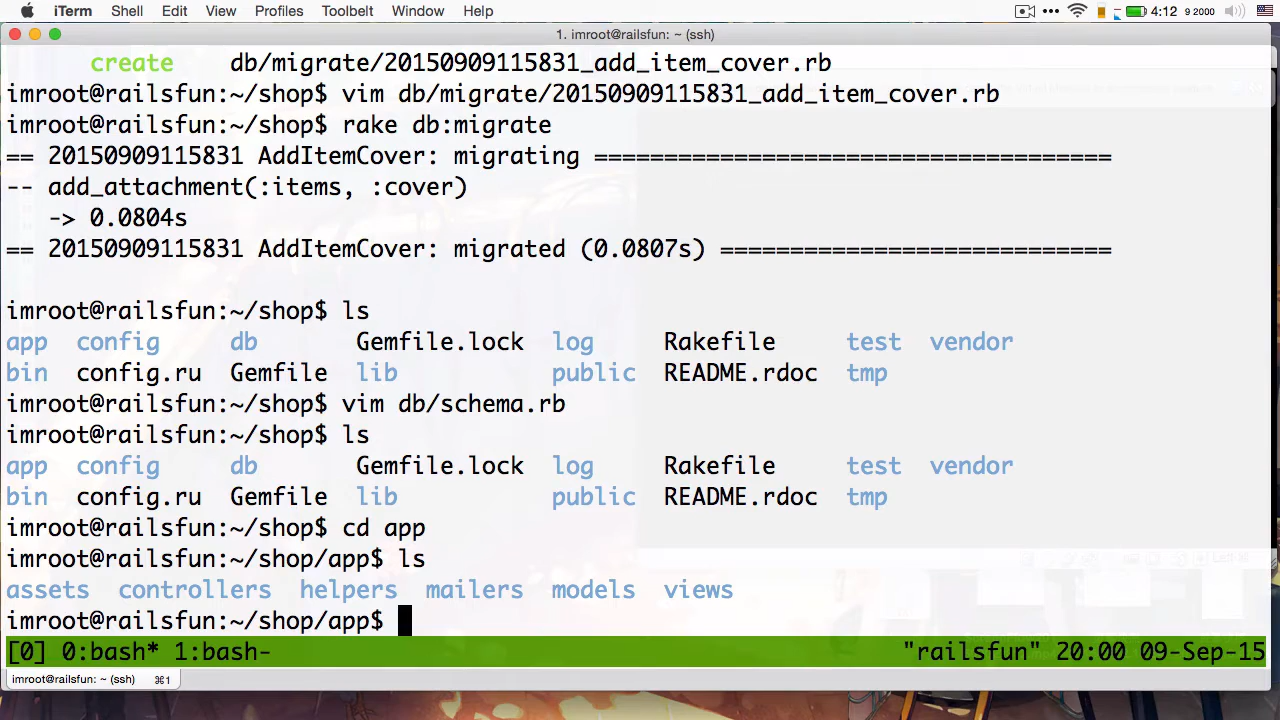 iTerm Shell Edit View Profiles Toolbelt Window Help 4:12 9 2000
1. imroot@railsfun: ~ (ssh)
create db/migrate/20150909115831_add_item_cover.rb
imroot@railsfun:~/shop$ vim db/migrate/20150909115831_add_item_cover.rb
imroot@railsfun:~/shop$ rake db:migrate
== 20150909115831 AddItemCover: migrating =====================================
-- add_attachment(:items, :cover)
-> 0.0804s
== 20150909115831 AddItemCover: migrated (0.0807s) ============================
imroot@railsfun:~/shop$ ls
app config db Gemfile.lock log Rakefile test vendor
bin config.ru Gemfile lib public README.rdoc tmp
imroot@railsfun:~/shop$ vim db/schema.rb
imroot@railsfun:~/shop$ ls
app config db Gemfile.lock log Rakefile test vendor
bin config.ru Gemfile lib public README.rdoc tmp
imroot@railsfun:~/shop$ cd app
imroot@railsfun:~/shop/app$ ls
assets controllers helpers mailers models views
imroot@railsfun:~/shop/app$
[0] 0:bash* 1:bash- "railsfun" 20:00 09-Sep-15
imroot@railsfun: ~ (ssh) ⌘1